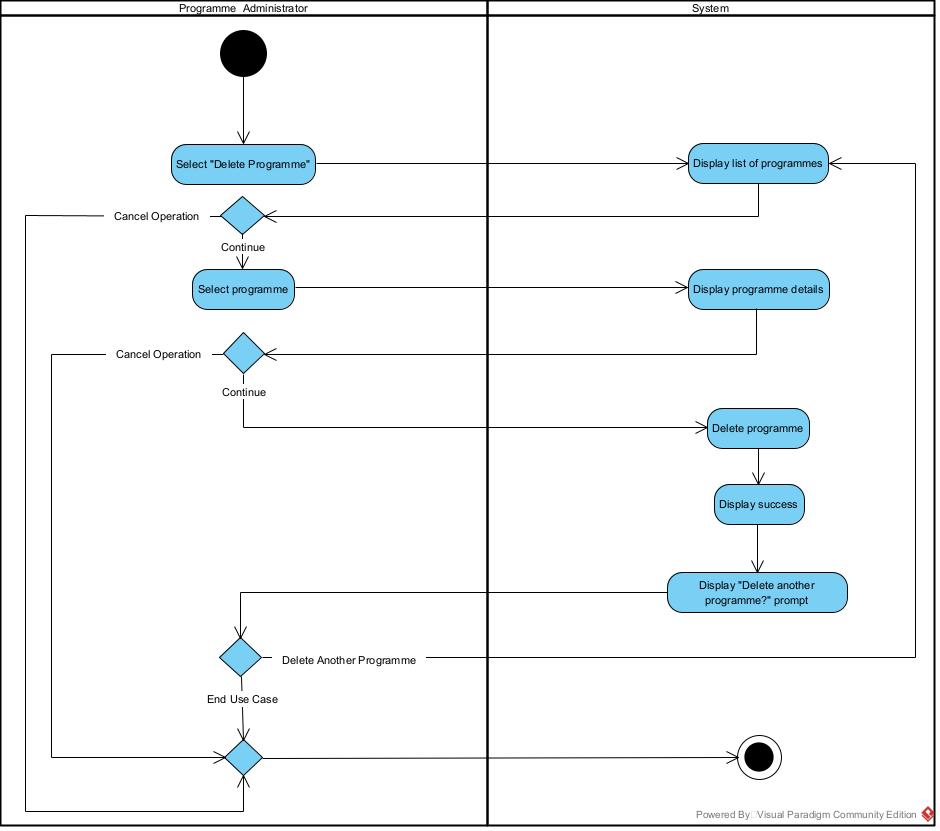 Programme Administrator
System
Select "Delete Programme"
Display list of programmes
Cancel Operation
Continue
Select programme
Display programme details
Cancel Operation
Continue
Delete programme
Display success
Display "Delete another
programme?" prompt
Delete Another Programme
End Use Case
Powered By Visual Paradigm Community Edition